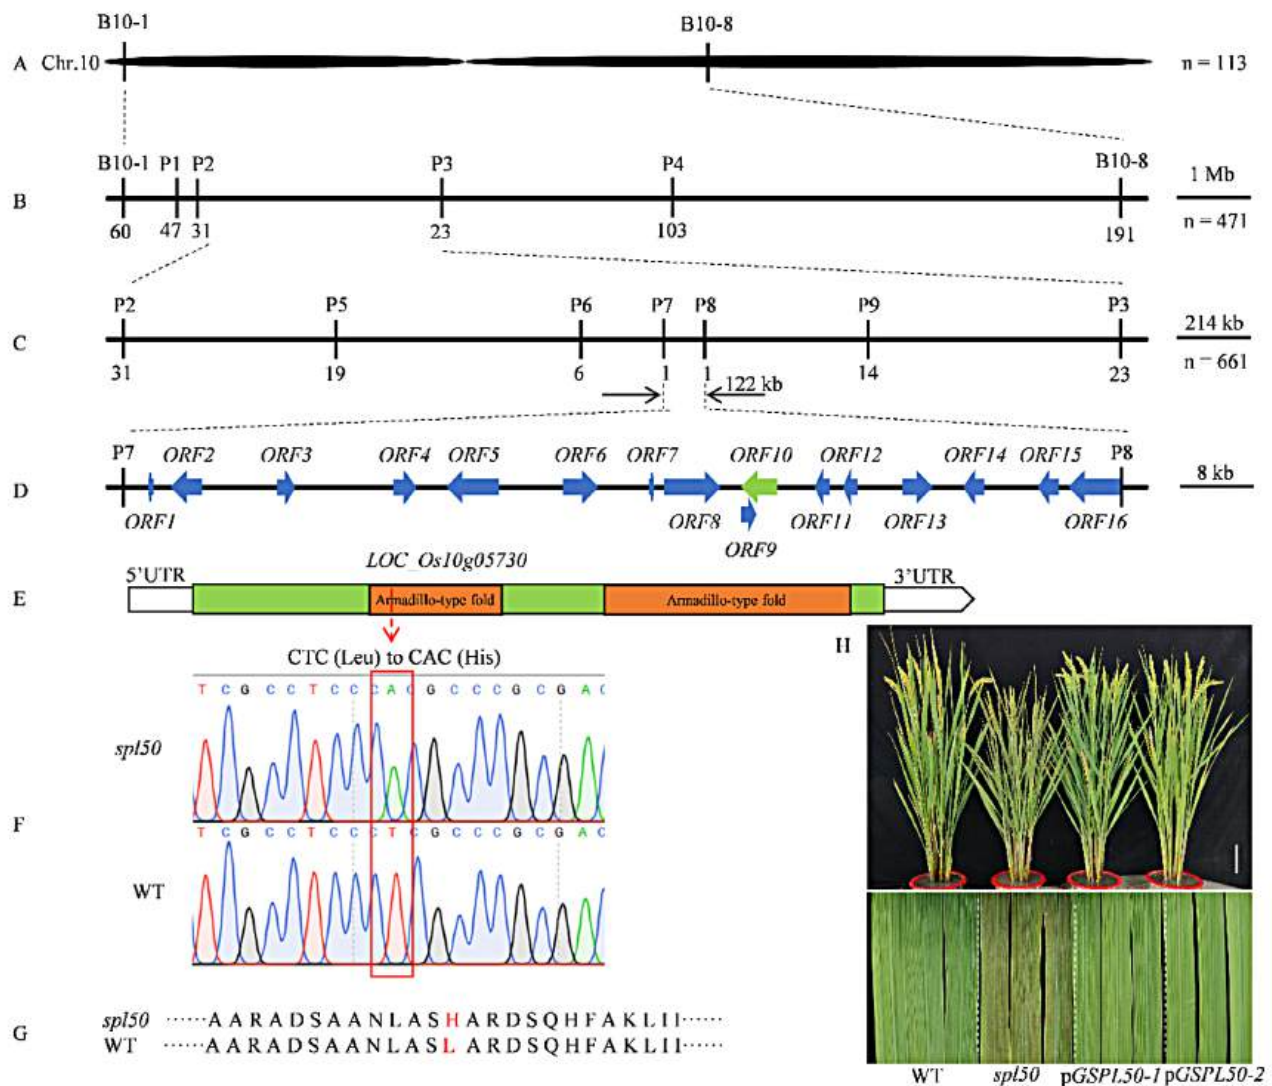 B10-1 B10-8
A Chr.10 n = 113
B10-1 P1 P2 P3 P4 B10-8 1 Mb
B
60 47 31 23 103 191 n = 471
P2 P5 P6 P7 P8 P9 P3 214 kb
C
31 19 6 1 1 14 23 n = 661
122 kb
P7 ORF2 ORF3 ORF4 ORF5 ORF6 ORF7 ORF10 ORF12 ORF14 ORF15 P8
D 8 kb
ORF1 ORF8 ORF11 ORF13 ORF16
ORF9
LOC_Os10g05730
5’UTR 3’UTR
E Armadillo-type fold Armadillo-type fold
CTC (Leu) to CAC (His)
H
T C G C C T C C C A C G C C C G C G A C
spl50
F
T C G C C T C C C T C G C C C G C G A C
WT
G spl50 ······A A R A D S A A N L A S H A R D S Q H F A K L I I······
WT ······A A R A D S A A N L A S L A R D S Q H F A K L I I······
WT spl50 pGSPL50-1 pGSPL50-2